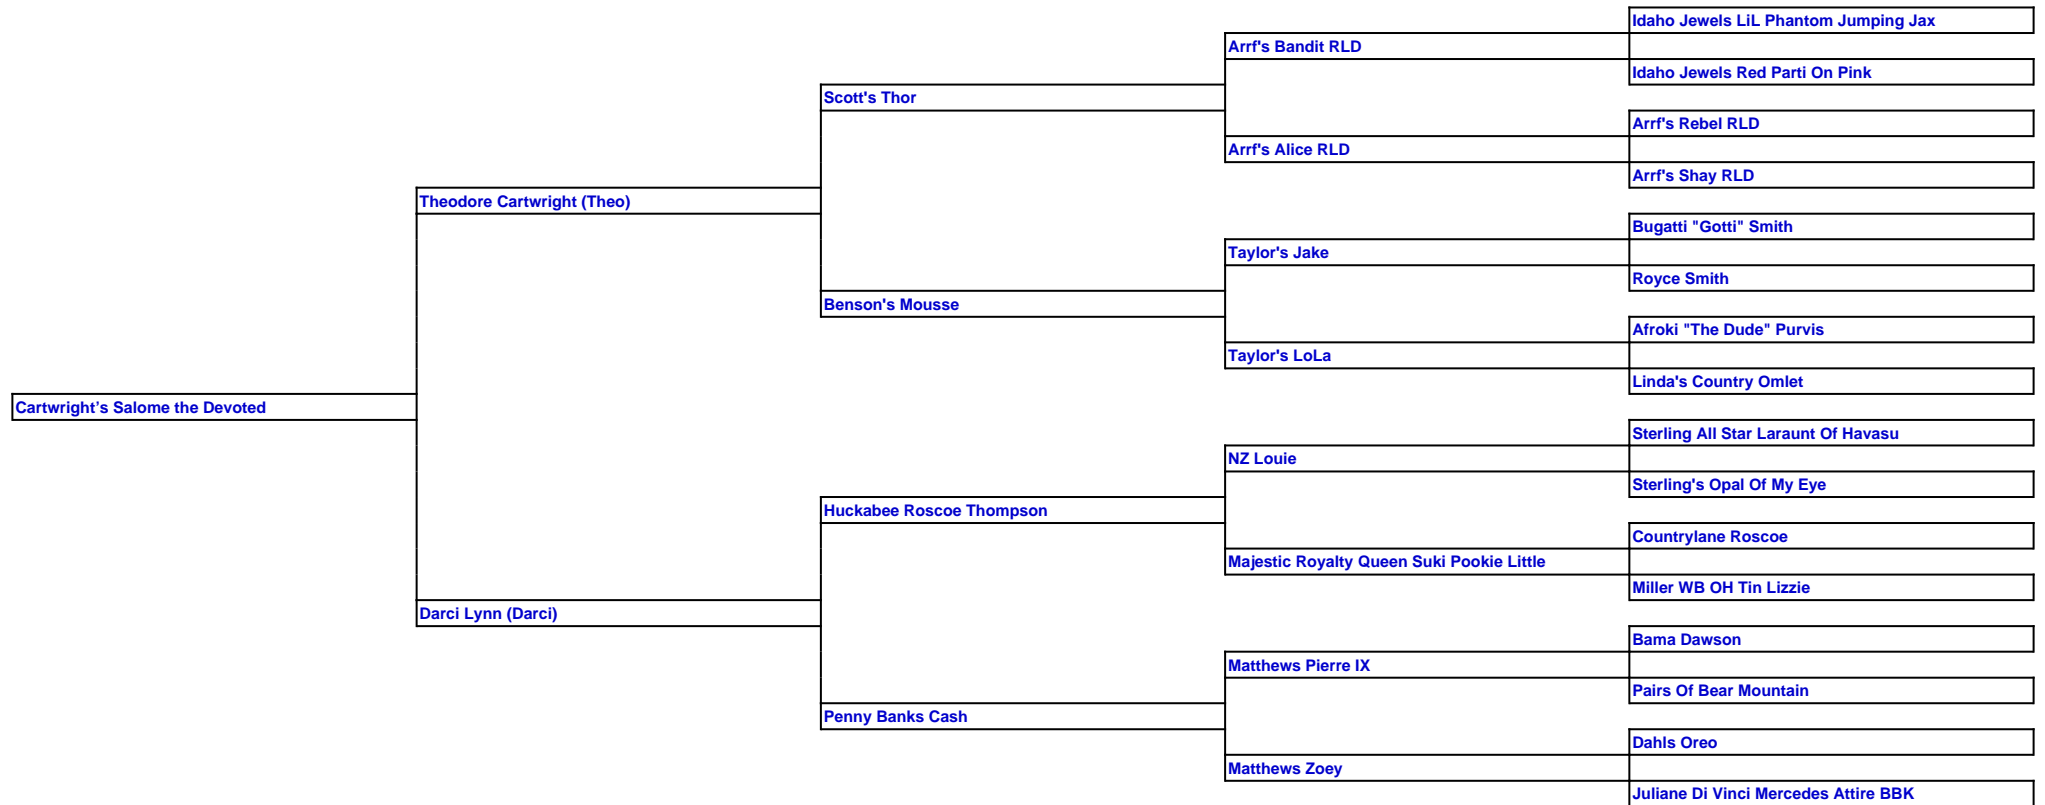 Idaho Jewels LiL Phantom Jumping Jax
Arrf's Bandit RLD
Idaho Jewels Red Parti On Pink
Scott's Thor
Arrf's Rebel RLD
Arrf's Alice RLD
Arrf's Shay RLD
Theodore Cartwright (Theo)
Bugatti "Gotti" Smith
Taylor's Jake
Royce Smith
Benson's Mousse
Afroki "The Dude" Purvis
Taylor's LoLa
Linda's Country Omlet
Cartwright’s Salome the Devoted
Sterling All Star Laraunt Of Havasu
NZ Louie
Sterling's Opal Of My Eye
Huckabee Roscoe Thompson
Countrylane Roscoe
Majestic Royalty Queen Suki Pookie Little
Miller WB OH Tin Lizzie
Darci Lynn (Darci)
Bama Dawson
Matthews Pierre IX
Pairs Of Bear Mountain
Penny Banks Cash
Dahls Oreo
Matthews Zoey
Juliane Di Vinci Mercedes Attire BBK